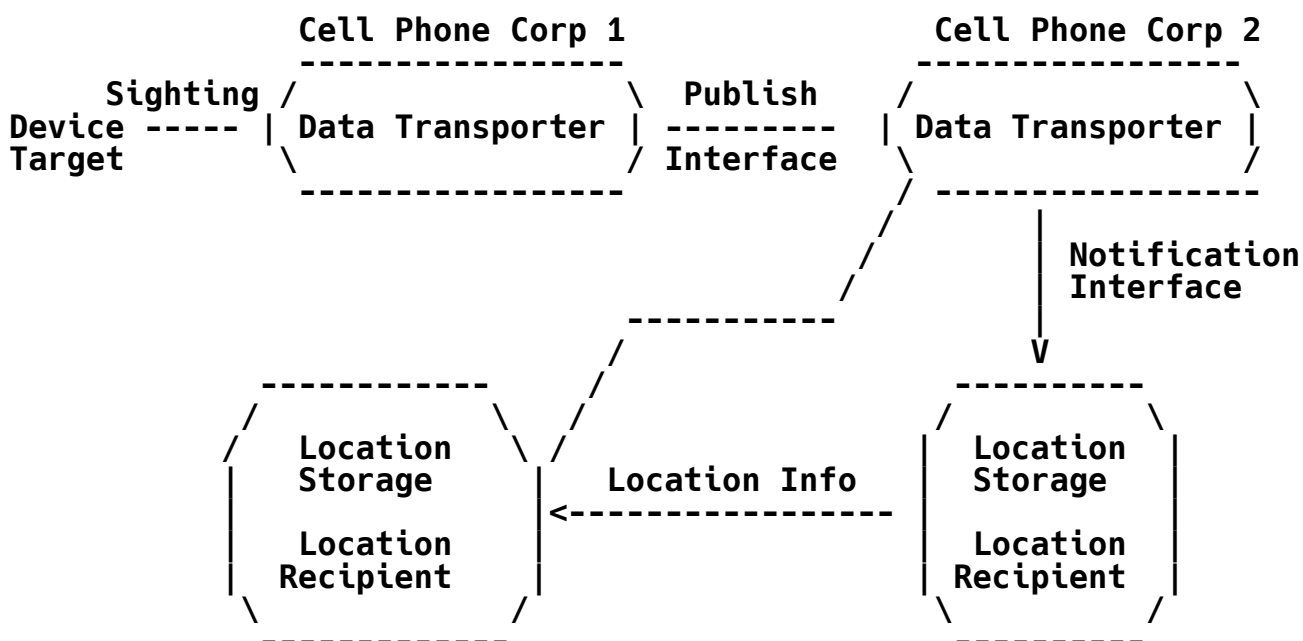 Cell Phone Corp 1 Cell Phone Corp 2
Sighting Publish
Device Data Transporter Data Transporter
Target Interface
Notification
Interface
V
Location Location
Storage Location Info Storage
Location Location
Recipient Recipient